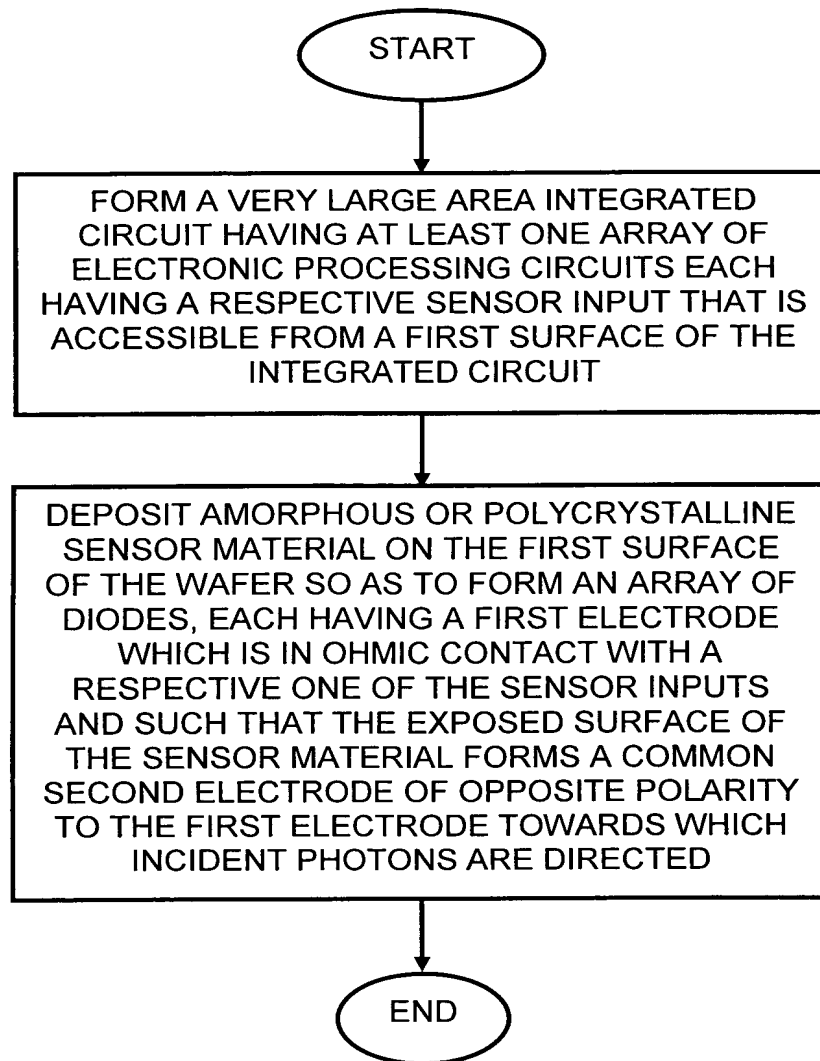 START
FORM A VERY LARGE AREA INTEGRATED
CIRCUIT HAVING AT LEAST ONE ARRAY OF
ELECTRONIC PROCESSING CIRCUITS EACH
HAVING A RESPECTIVE SENSOR INPUT THAT IS
ACCESSIBLE FROM A FIRST SURFACE OF THE
INTEGRATED CIRCUIT
DEPOSIT AMORPHOUS OR POLYCRYSTALLINE
SENSOR MATERIAL ON THE FIRST SURFACE
OF THE WAFER SO AS TO FORM AN ARRAY OF
DIODES, EACH HAVING A FIRST ELECTRODE
WHICH IS IN OHMIC CONTACT WITH A
RESPECTIVE ONE OF THE SENSOR INPUTS
AND SUCH THAT THE EXPOSED SURFACE OF
THE SENSOR MATERIAL FORMS A COMMON
SECOND ELECTRODE OF OPPOSITE POLARITY
TO THE FIRST ELECTRODE TOWARDS WHICH
INCIDENT PHOTONS ARE DIRECTED
END